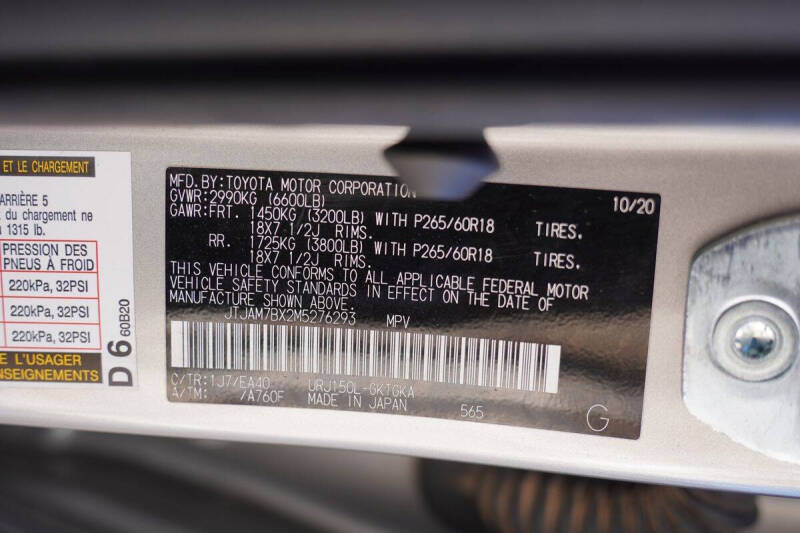 ET LE CHARGEMENT
ARRIÈRE 5
du chargement ne
1315 lb.
PRESSION DES
PNEUS À FROID
220kPa, 32PSI
220kPa, 32PSI
220kPa, 32PSI
L'USAGER
ENSEIGNEMENTS
D6 60B20
MFD.BY:TOYOTA MOTOR CORPORATION 10/20
GVWR:2990KG (6600LB)
GAWR:FRT. 1450KG (3200LB) WITH P265/60R18 TIRES.
18X7 1/2J RIMS.
RR. 1725KG (3800LB) WITH P265/60R18 TIRES.
18X7 1/2J RIMS.
THIS VEHICLE CONFORMS TO ALL APPLICABLE FEDERAL MOTOR
VEHICLE SAFETY STANDARDS IN EFFECT ON THE DATE OF
MANUFACTURE SHOWN ABOVE.
JTJAM7BX2M5276293 MPV
C/TR:1J7/EA40 URJ150L-GKTGKA
A/TM: /A760F MADE IN JAPAN 565
G